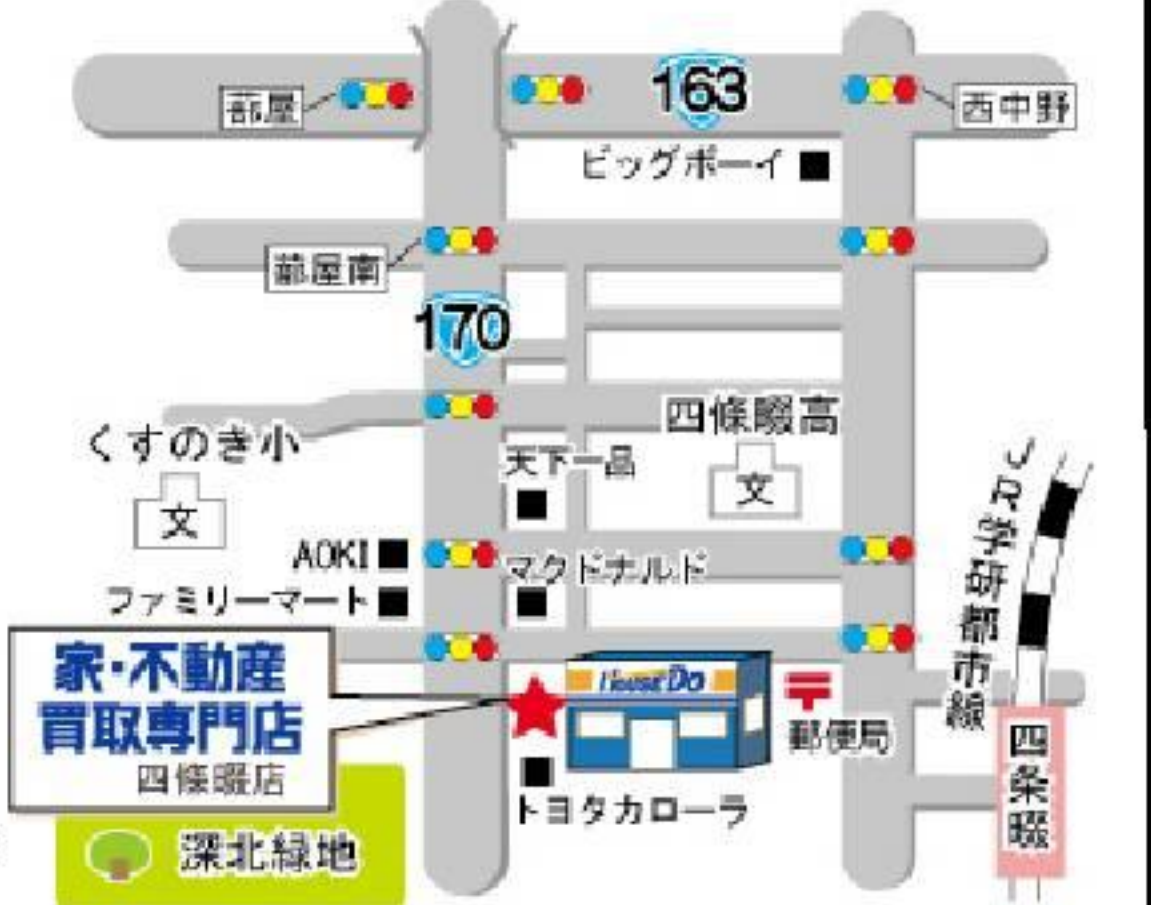 163
蔀屋
西中野
ビッグボーイ
蔀屋南
170
四條畷高
文
くすのき小
文
天下一品
AOKI
マクドナルド
ファミリーマート
家・不動産
買取専門店
四條畷店
House Do
郵便局
トヨタカローラ
深北緑地
JR学研都市線
四条畷